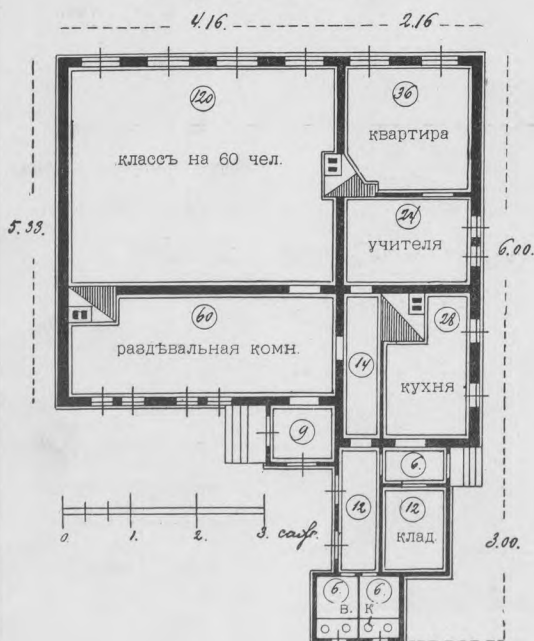 4.16. 2.16
120
36
классъ на 60 чел.
квартира
24
учителя
5.33.
6.00.
60
раздѣвальная комн.
14
28
кухня
9
6.
12
12
клад.
0. 1. 2. 3. саж.
3.00.
6. 6.
в. к